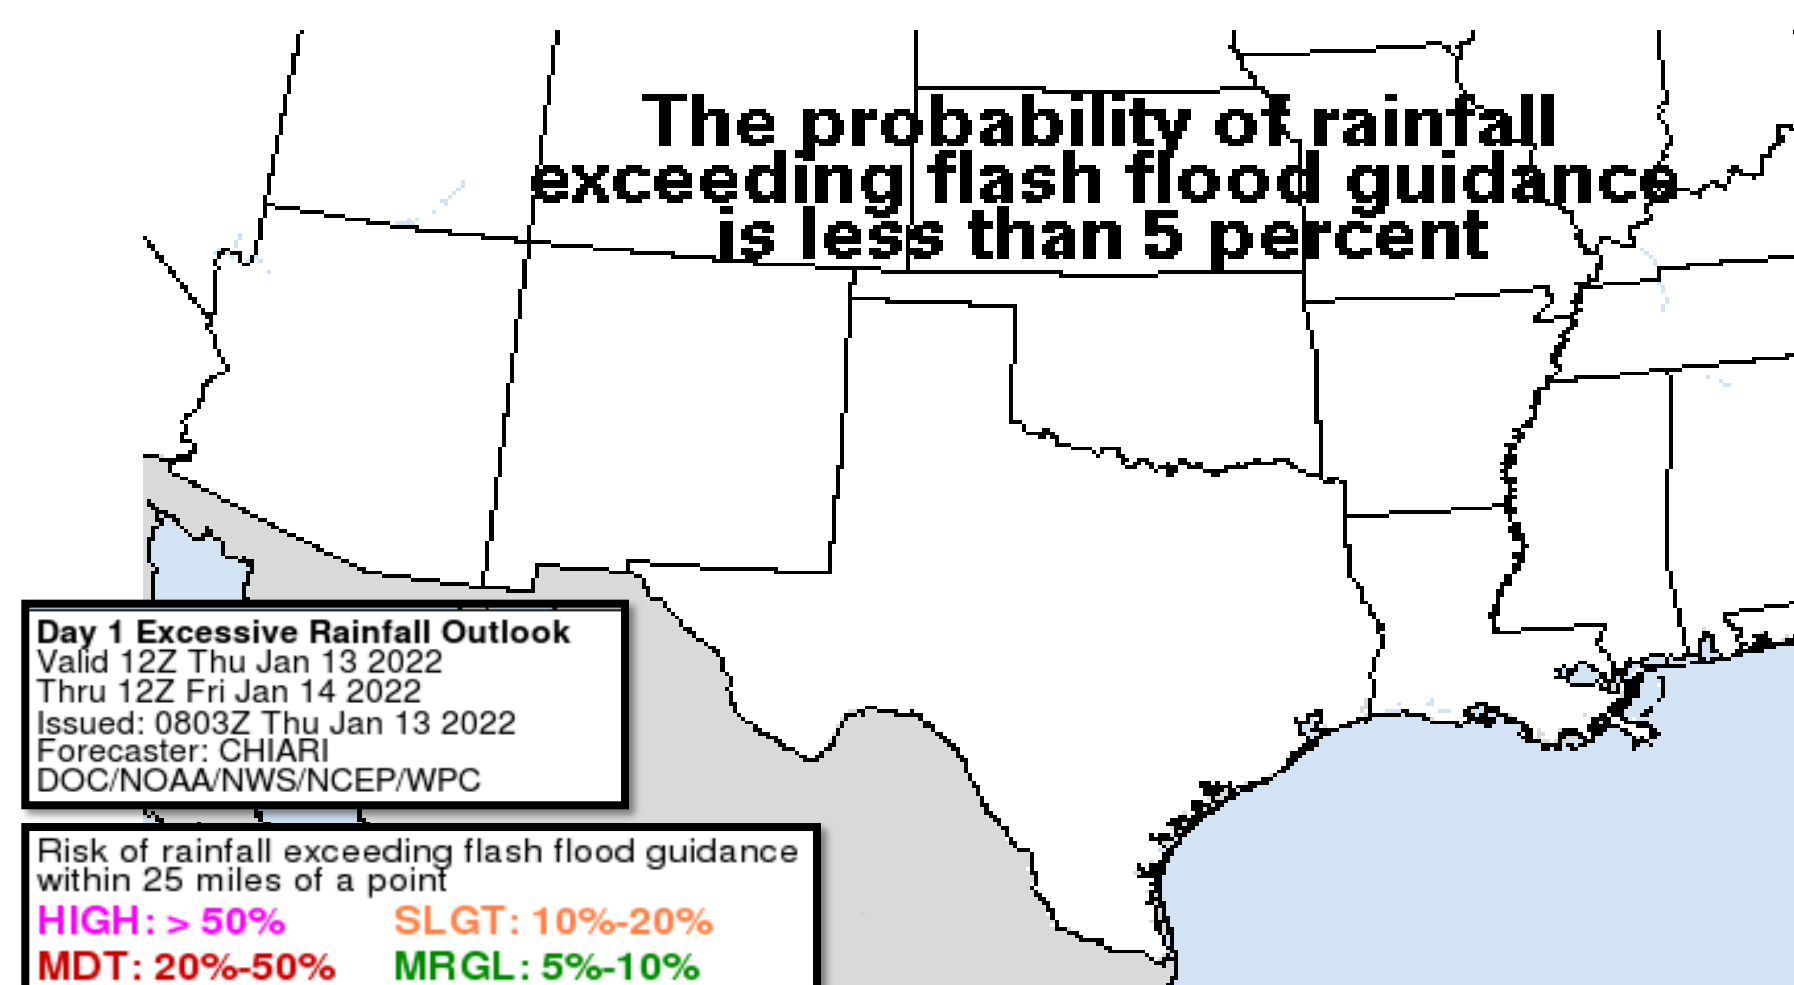 The probability of rainfall
exceeding flash flood guidance
is less than 5 percent
Day 1 Excessive Rainfall Outlook
Valid 12Z Thu Jan 13 2022
Thru 12Z Fri Jan 14 2022
Issued: 0803Z Thu Jan 13 2022
Forecaster: CHIARI
DOC/NOAA/NWS/NCEP/WPC
Risk of rainfall exceeding flash flood guidance
within 25 miles of a point
HIGH: > 50% SLGT: 10%-20%
MDT: 20%-50% MRGL: 5%-10%